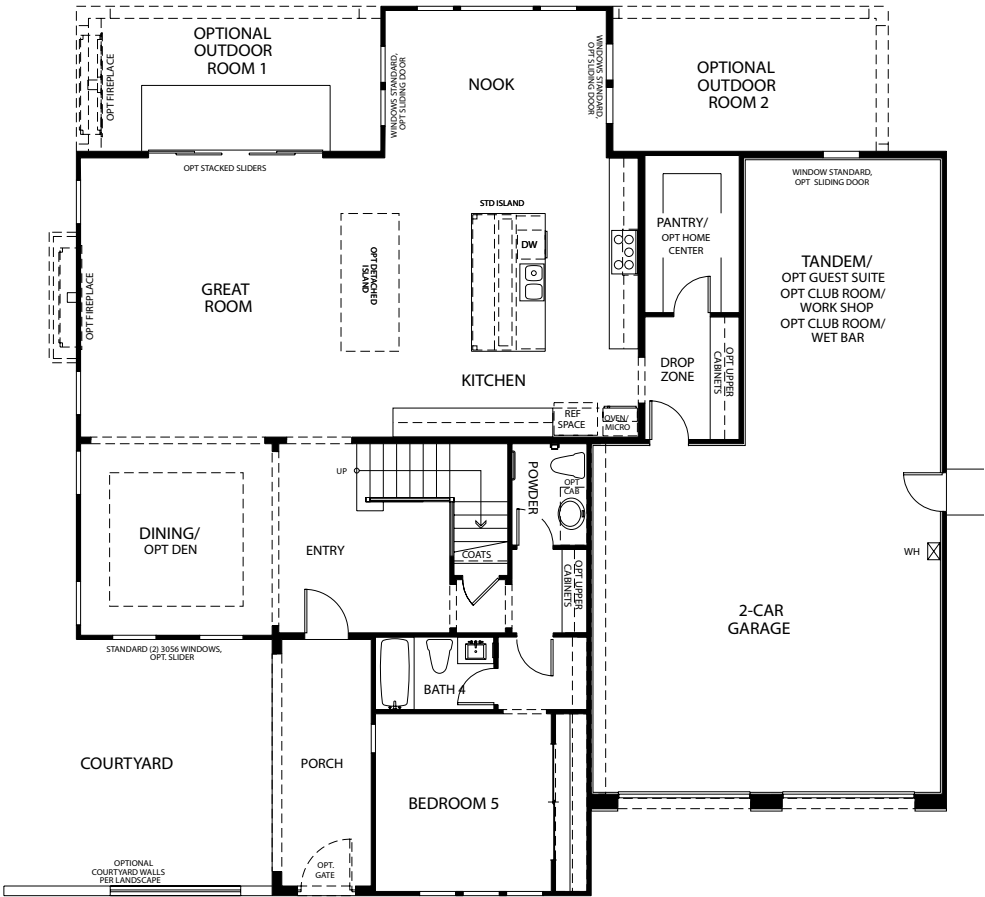 OPTIONAL
OUTDOOR
ROOM 1
OPT FIREPLACE
WINDOWS STANDARD,
OPT SLIDING DOOR
NOOK
WINDOWS STANDARD,
OPT SLIDING DOOR
OPTIONAL
OUTDOOR
ROOM 2
OPT STACKED SLIDERS
WINDOW STANDARD,
OPT SLIDING DOOR
STD ISLAND
DW
PANTRY/
OPT HOME
CENTER
OPT FIREPLACE
GREAT
ROOM
OPT DETACHED
ISLAND
TANDEM/
OPT GUEST SUITE
OPT CLUB ROOM/
WORK SHOP
OPT CLUB ROOM/
WET BAR
KITCHEN
DROP
ZONE
OPT UPPER
CABINETS
REF
SPACE
OVEN/
MICRO
UP
POWDER
OPT
CAB
DINING/
OPT DEN
ENTRY
COATS
OPT UPPER
CABINETS
WH
2-CAR
GARAGE
STANDARD (2) 3056 WINDOWS,
OPT. SLIDER
BATH 4
COURTYARD
PORCH
BEDROOM 5
OPTIONAL
COURTYARD WALLS
PER LANDSCAPE
OPT.
GATE